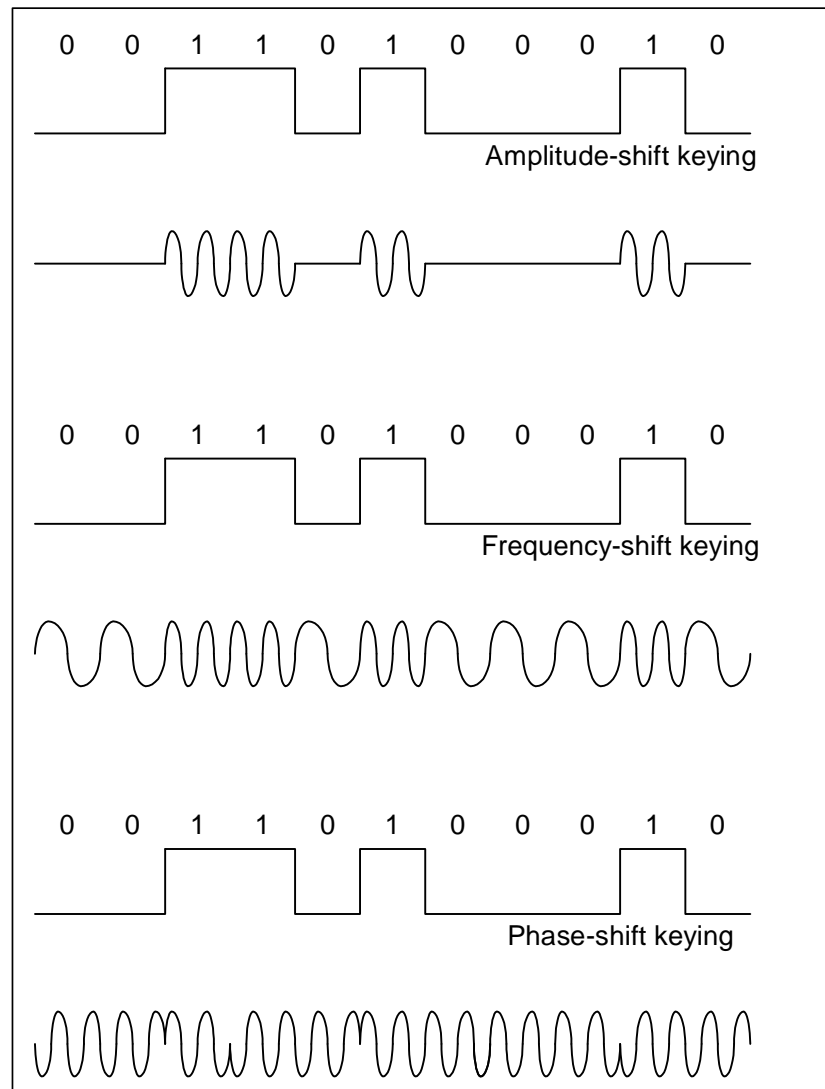 0 0 1 1 0 1 0 0 0 1 0
Amplitude-shift keying
0 0 1 1 0 1 0 0 0 1 0
Frequency-shift keying
0 0 1 1 0 1 0 0 0 1 0
Phase-shift keying